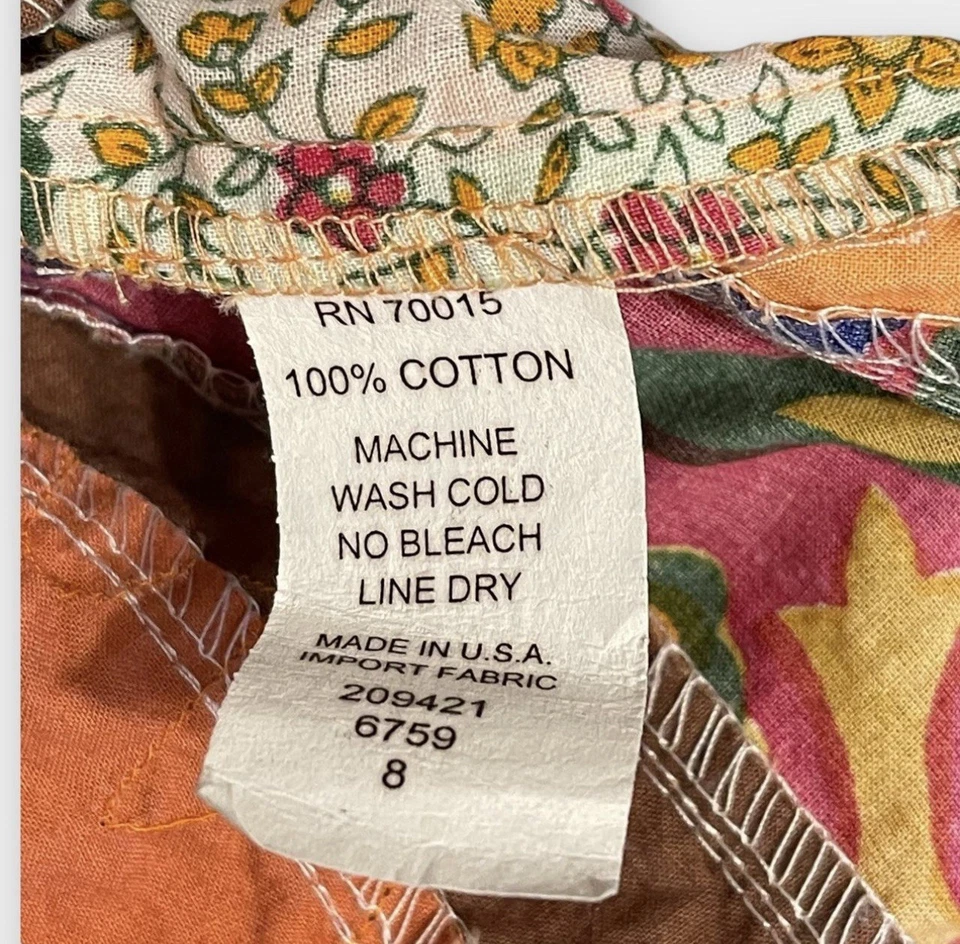 RN 70015
100% COTTON
MACHINE
WASH COLD
NO BLEACH
LINE DRY
MADE IN U.S.A.
IMPORT FABRIC
209421
6759
8